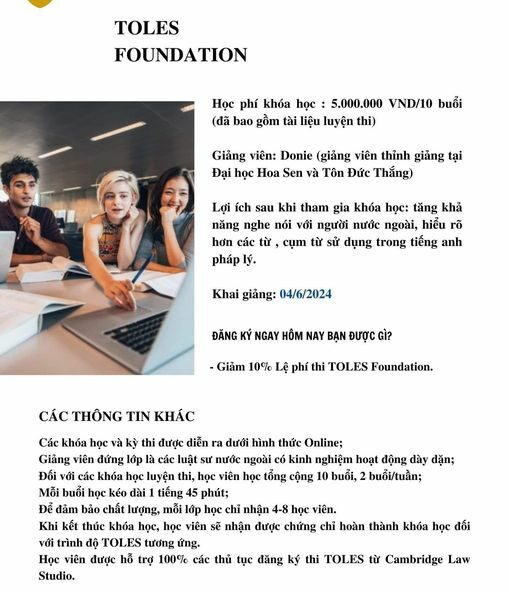 TOLES
FOUNDATION
Học phí khóa học : 5.000.000 VND/10 buổi
(đã bao gồm tài liệu luyện thi)
Giảng viên: Donie (giảng viên thỉnh giảng tại
Đại học Hoa Sen và Tôn Đức Thắng)
Lợi ích sau khi tham gia khóa học: tăng khả
năng nghe nói với người nước ngoài, hiểu rõ
hơn các từ , cụm từ sử dụng trong tiếng anh
pháp lý.
Khai giảng: 04/6/2024
ĐĂNG KÝ NGAY HÔM NAY BẠN ĐƯỢC GÌ?
- Giảm 10% Lệ phí thi TOLES Foundation.
CÁC THÔNG TIN KHÁC
Các khóa học và kỳ thi được diễn ra dưới hình thức Online;
Giảng viên đứng lớp là các luật sư nước ngoài có kinh nghiệm hoạt động dày dặn;
Đối với các khóa học luyện thi, học viên học tổng cộng 10 buổi, 2 buổi/tuần;
Mỗi buổi học kéo dài 1 tiếng 45 phút;
Để đảm bảo chất lượng, mỗi lớp học chỉ nhận 4-8 học viên.
Khi kết thúc khóa học, học viên sẽ nhận được chứng chỉ hoàn thành khóa học đối
với trình độ TOLES tương ứng.
Học viên được hỗ trợ 100% các thủ tục đăng ký thi TOLES từ Cambridge Law
Studio.